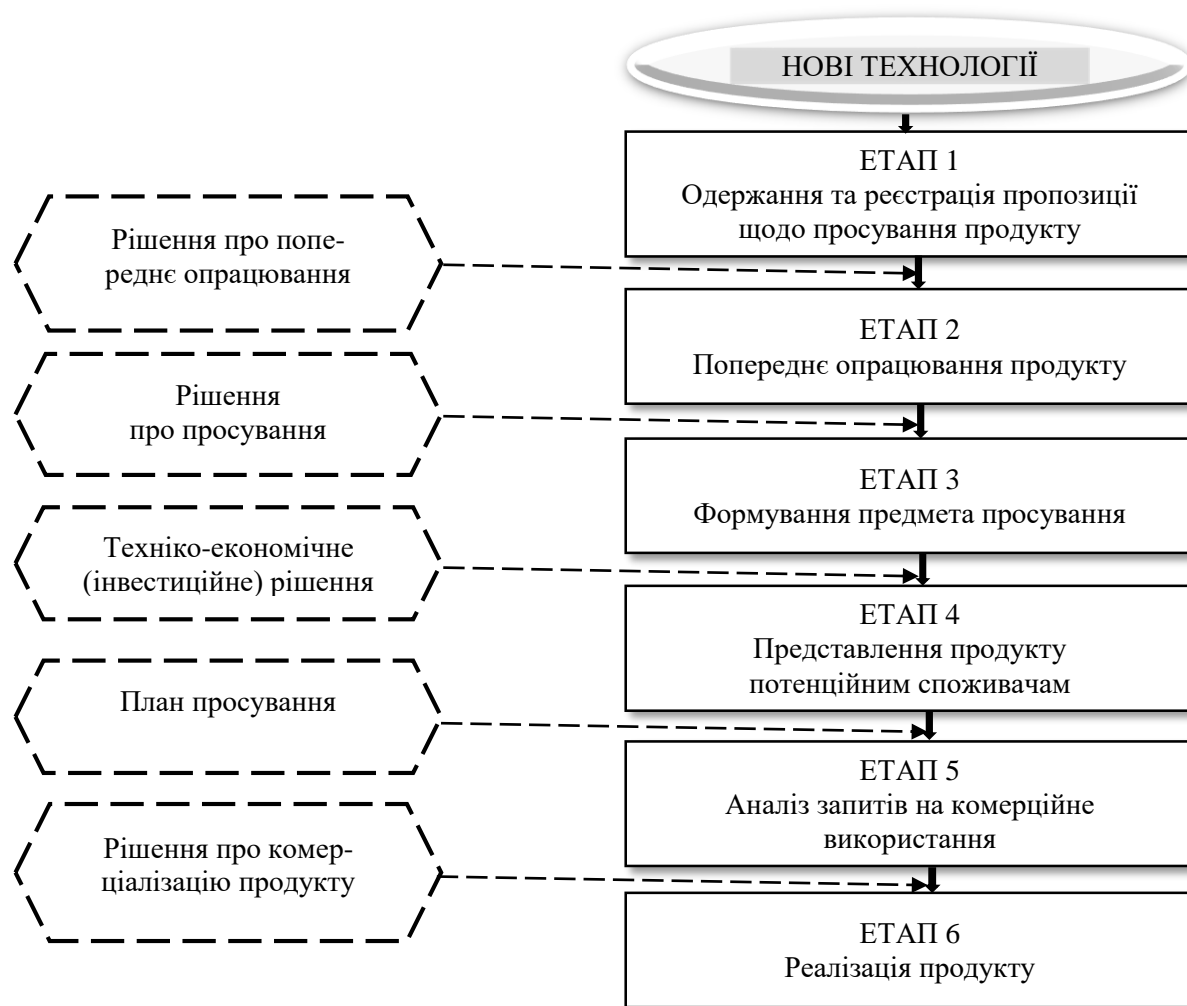 НОВІ ТЕХНОЛОГІЇ
ЕТАП 1
Одержання та реєстрація пропозиції
щодо просування продукту
Рішення про попе-
реднє опрацювання
ЕТАП 2
Попереднє опрацювання продукту
Рішення
про просування
ЕТАП 3
Формування предмета просування
Техніко-економічне
(інвестиційне) рішення
ЕТАП 4
Представлення продукту
потенційним споживачам
План просування
ЕТАП 5
Аналіз запитів на комерційне
використання
Рішення про комер-
ціалізацію продукту
ЕТАП 6
Реалізація продукту